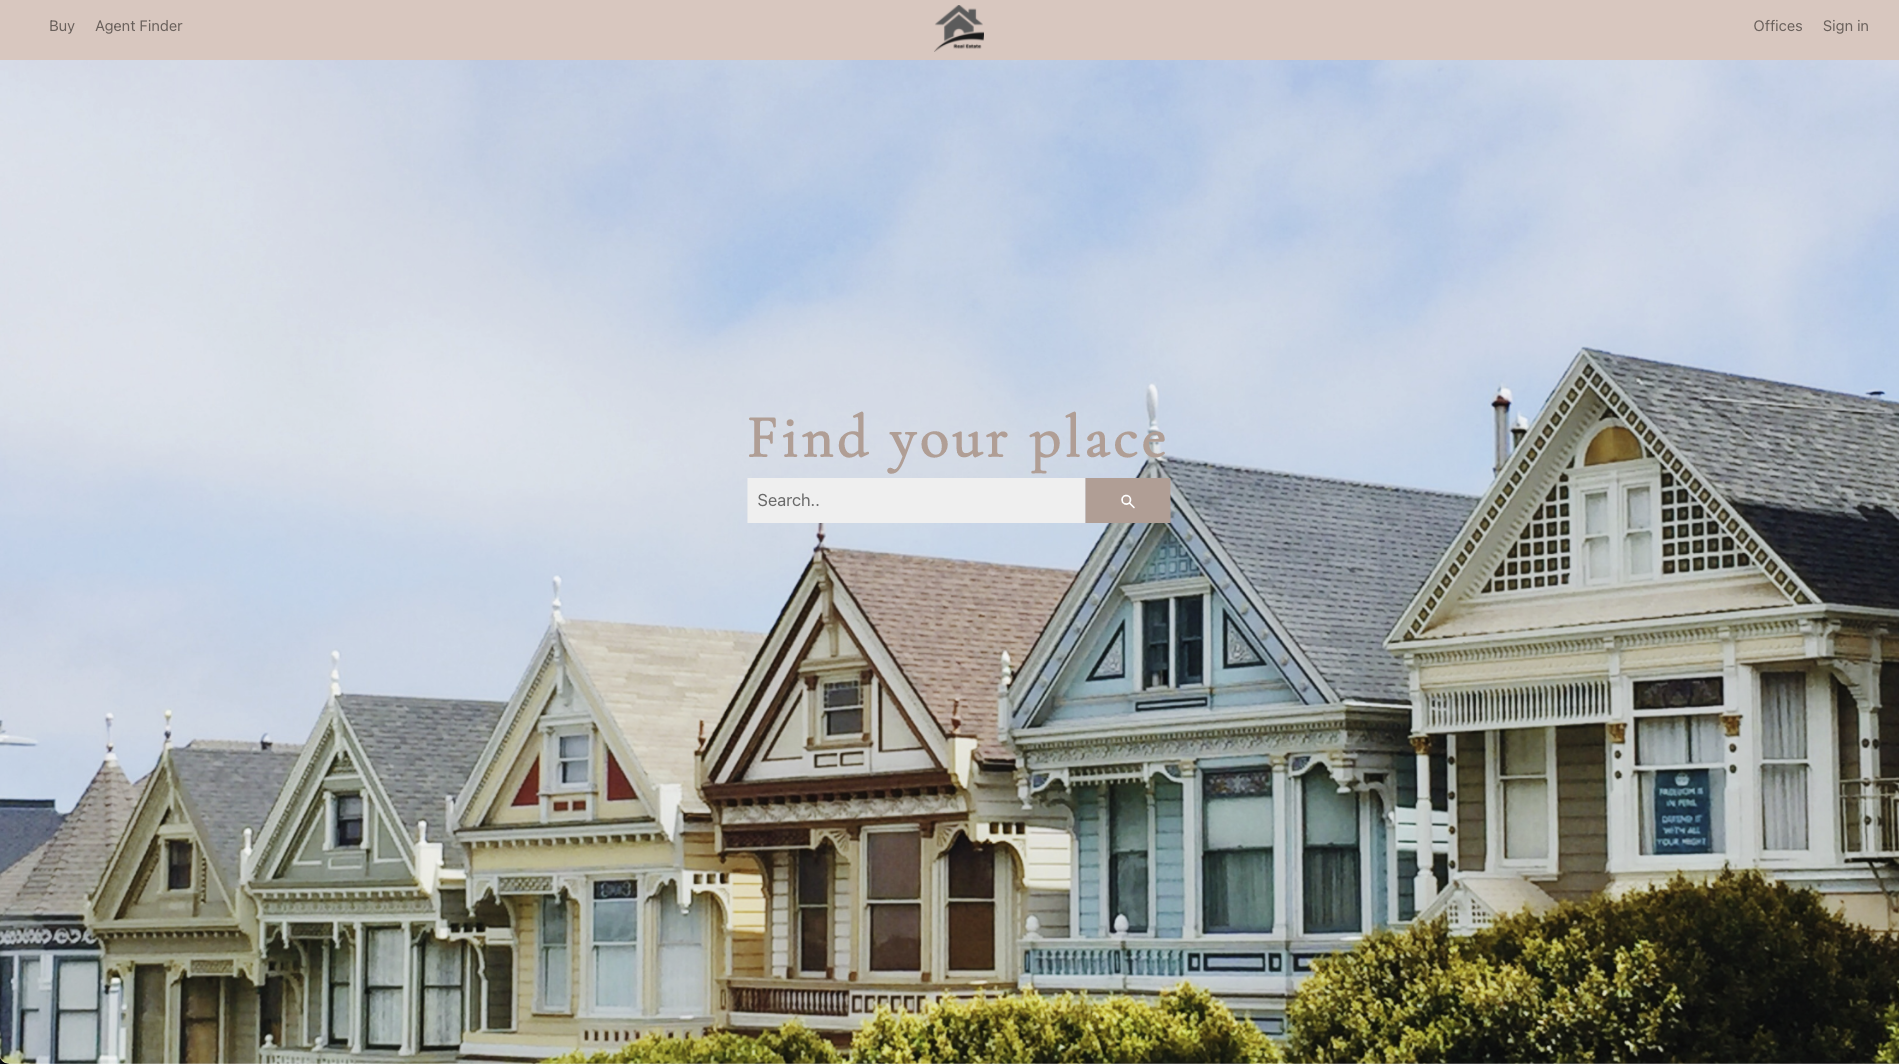 Buy
Agent Finder
Real Estate
Offices
Sign in
Find your place
Search..
FREEDOM IS
IN PERIL
DEFEND IT
WITH ALL
YOUR MIGHT